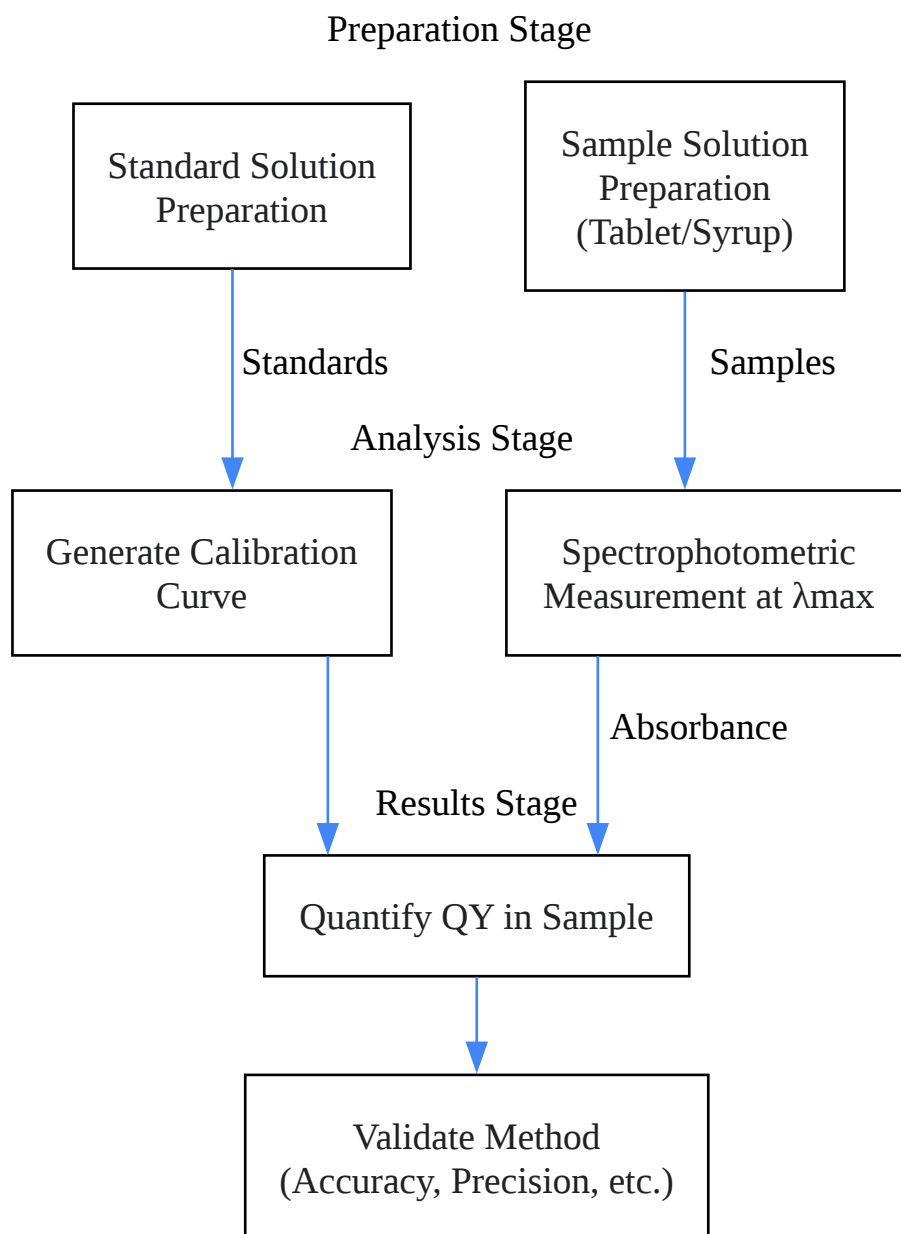 Preparation Stage
Standard Solution
Preparation
Sample Solution
Preparation
(Tablet/Syrup)
Standards
Samples
Analysis Stage
Generate Calibration
Curve
Spectrophotometric
Measurement at λmax
Absorbance
Results Stage
Quantify QY in Sample
Validate Method
(Accuracy, Precision, etc.)